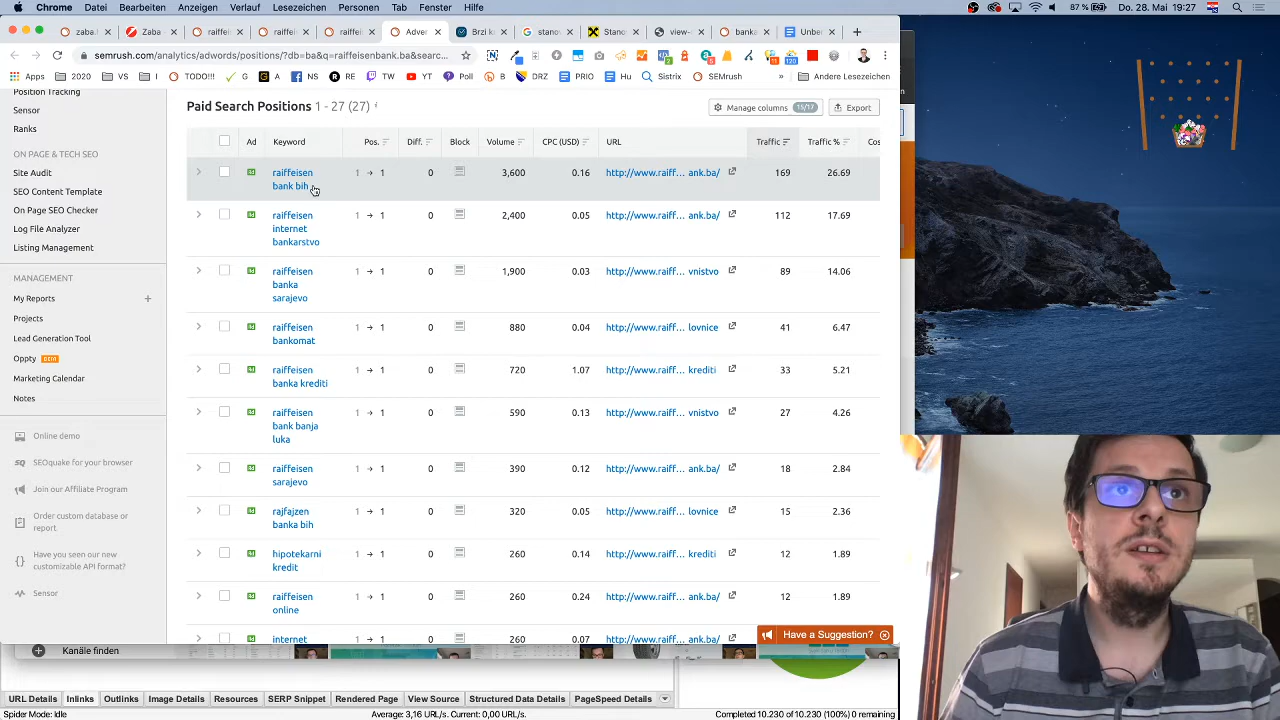 Chrome Datei Bearbeiten Verlauf Lesezeichen Personen Tab Fenster Hilfe 87 % Do. 28. Mai 19:27
zaba Zaba raiffei raiffei raiffei Adver Brzi k stano Stano view- banka Unber
/analytics/ /positions/?db=ba&q=raiffeisenbank.ba&sear...
Apps VS I TOP!!! G A NS RE TW YT Poll B DRZ PRIO Hu Sistrix SEMrush » Andere Lesezeichen
Position Tracking
Sensor
Ranks
ON PAGE & TECH SEO
Site Audit
SEO Content Template
On Page SEO Checker
Log File Analyzer
Listing Management
MANAGEMENT
My Reports +
Projects
Lead Generation Tool
Oppty BETA
Marketing Calendar
Notes
Online demo
SEOquake for your browser
Join our Affiliate Program
Order custom database or
report
Have you seen our new
customizable API format?
Sensor
Paid Search Positions 1 - 27 (27) i
Manage columns 15/17 Export
Ad Keyword Pos. Diff. Block Volume CPC (USD) URL Traffic Traffic % Cos
raiffeisen 1 → 1 0 3,600 0.16 http://www.raiff... ank.ba/ 169 26.69
bank bih
raiffeisen 1 → 1 0 2,400 0.05 http://www.raiff... ank.ba/ 112 17.69
internet
bankarstvo
raiffeisen 1 → 1 0 1,900 0.03 http://www.raiff... vnistvo 89 14.06
banka
sarajevo
raiffeisen 1 → 1 0 880 0.04 http://www.raiff... lovnice 41 6.47
bankomat
raiffeisen 1 → 1 0 720 1.07 http://www.raiff... krediti 33 5.21
banka krediti
raiffeisen 1 → 1 0 590 0.13 http://www.raiff... vnistvo 27 4.26
bank banja
luka
raiffeisen 1 → 1 0 390 0.12 http://www.raiff... ank.ba/ 18 2.84
sarajevo
rajfajzen 1 → 1 0 320 0.05 http://www.raiff... lovnice 15 2.36
banka bih
hipotekarni 1 → 1 0 260 0.14 http://www.raiff... krediti 12 1.89
kredit
raiffeisen 1 → 1 0 260 0.24 http://www.raiff... ank.ba/ 12 1.89
online
internet 1 → 1 0 260 0.07 http://www.raiff... ank.ba/
Have a Suggestion?
Kanäle finden
URL Details Inlinks Outlinks Image Details Resources SERP Snippet Rendered Page View Source Structured Data Details PageSpeed Details
Spider Mode: Idle Average: 3,16 URL/s. Current: 0,00 URL/s. Completed 10.230 of 10.230 (100%) 0 remaining